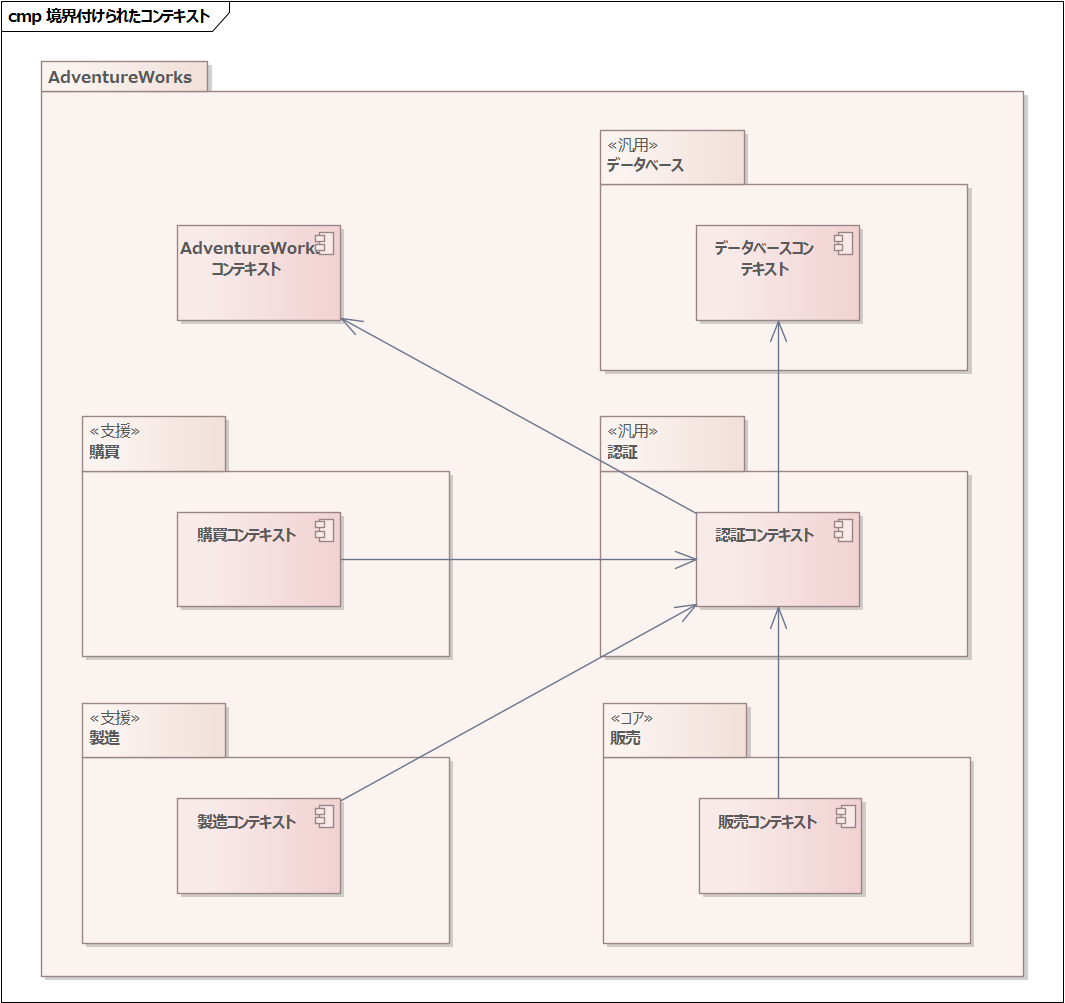 cmp 境界付けられたコンテキスト
AdventureWorks
«汎用»
データベース
AdventureWorks
コンテキスト
データベースコン
テキスト
«支援»
購買
«汎用»
認証
購買コンテキスト
認証コンテキスト
«支援»
製造
«コア»
販売
製造コンテキスト
販売コンテキスト